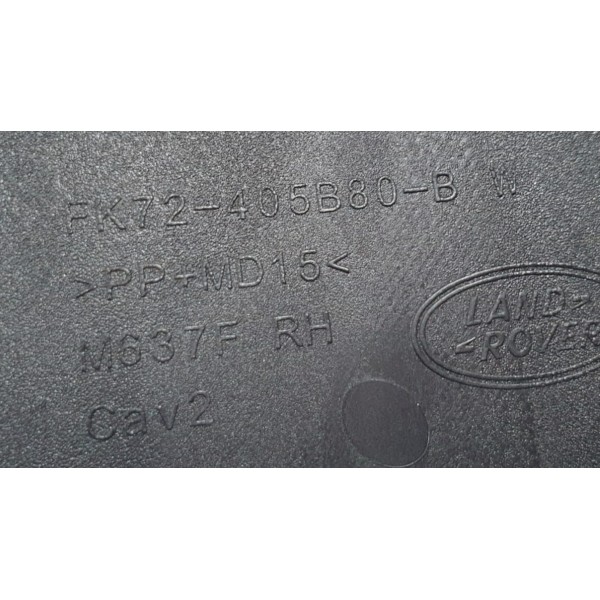 FK72-405B80-B W
>PP+MD15<
M637F RH
Cav2
LAND
ROVER